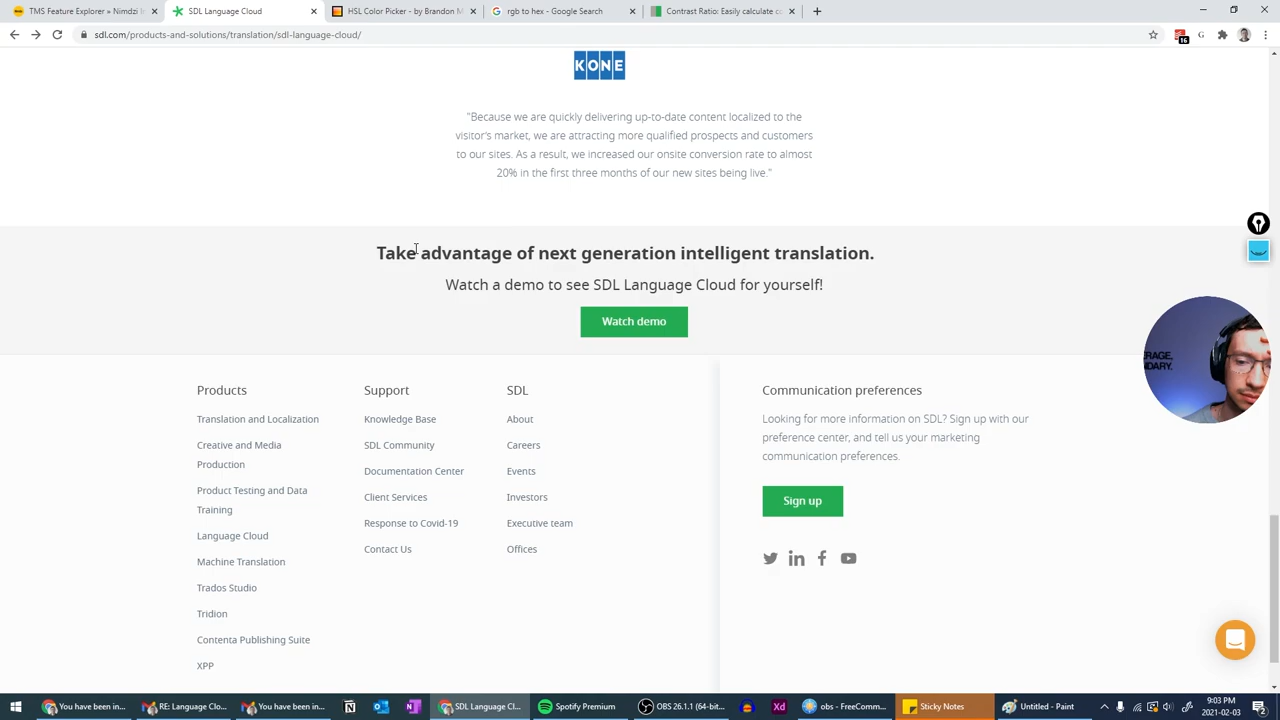 TMS Feature Explorer » Nimdzi I
SDL Language Cloud
HSL Color Picker - by Brandon M
rgb to hex - Google Search
Contrast Ratio: Easily calculate c
sdl.com/products-and-solutions/translation/sdl-language-cloud/
16
KONE
"Because we are quickly delivering up-to-date content localized to the
visitor's market, we are attracting more qualified prospects and customers
to our sites. As a result, we increased our onsite conversion rate to almost
20% in the first three months of our new sites being live."
Take advantage of next generation intelligent translation.
Watch a demo to see SDL Language Cloud for yourself!
Watch demo
Products
Translation and Localization
Creative and Media
Production
Product Testing and Data
Training
Language Cloud
Machine Translation
Trados Studio
Tridion
Contenta Publishing Suite
XPP
Support
Knowledge Base
SDL Community
Documentation Center
Client Services
Response to Covid-19
Contact Us
SDL
About
Careers
Events
Investors
Executive team
Offices
Communication preferences
Looking for more information on SDL? Sign up with our
preference center, and tell us your marketing
communication preferences.
Sign up
You have been in...
RE: Language Clo...
You have been in...
SDL Language Cl...
Spotify Premium
OBS 26.1.1 (64-bit...
obs - FreeComm...
Sticky Notes
Untitled - Paint
9:03 PM
2021-02-03